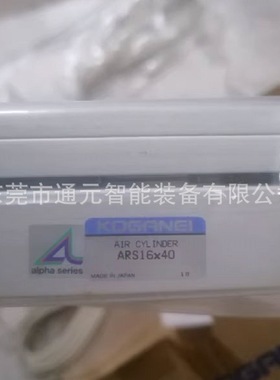 KOGANEI
东莞市通元智能装备有限公
AIR CYLINDER
ARS16x40
alpha series
MADE IN JAPAN